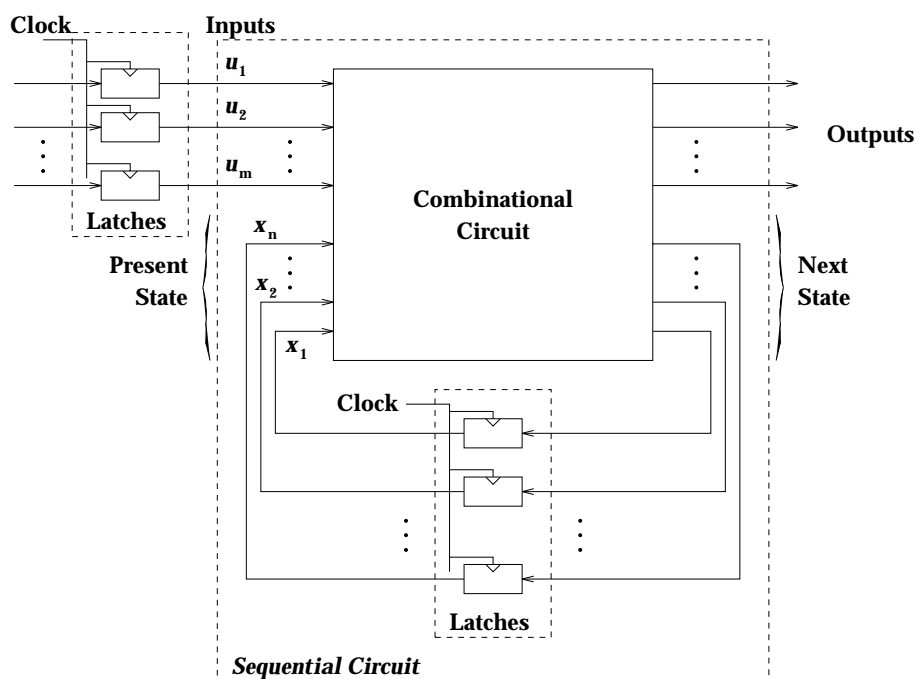 Clock
Inputs
u1
u2
um
Latches
Combinational
Circuit
Outputs
Present
State
xn
x2
x1
Next
State
Clock
Latches
Sequential Circuit